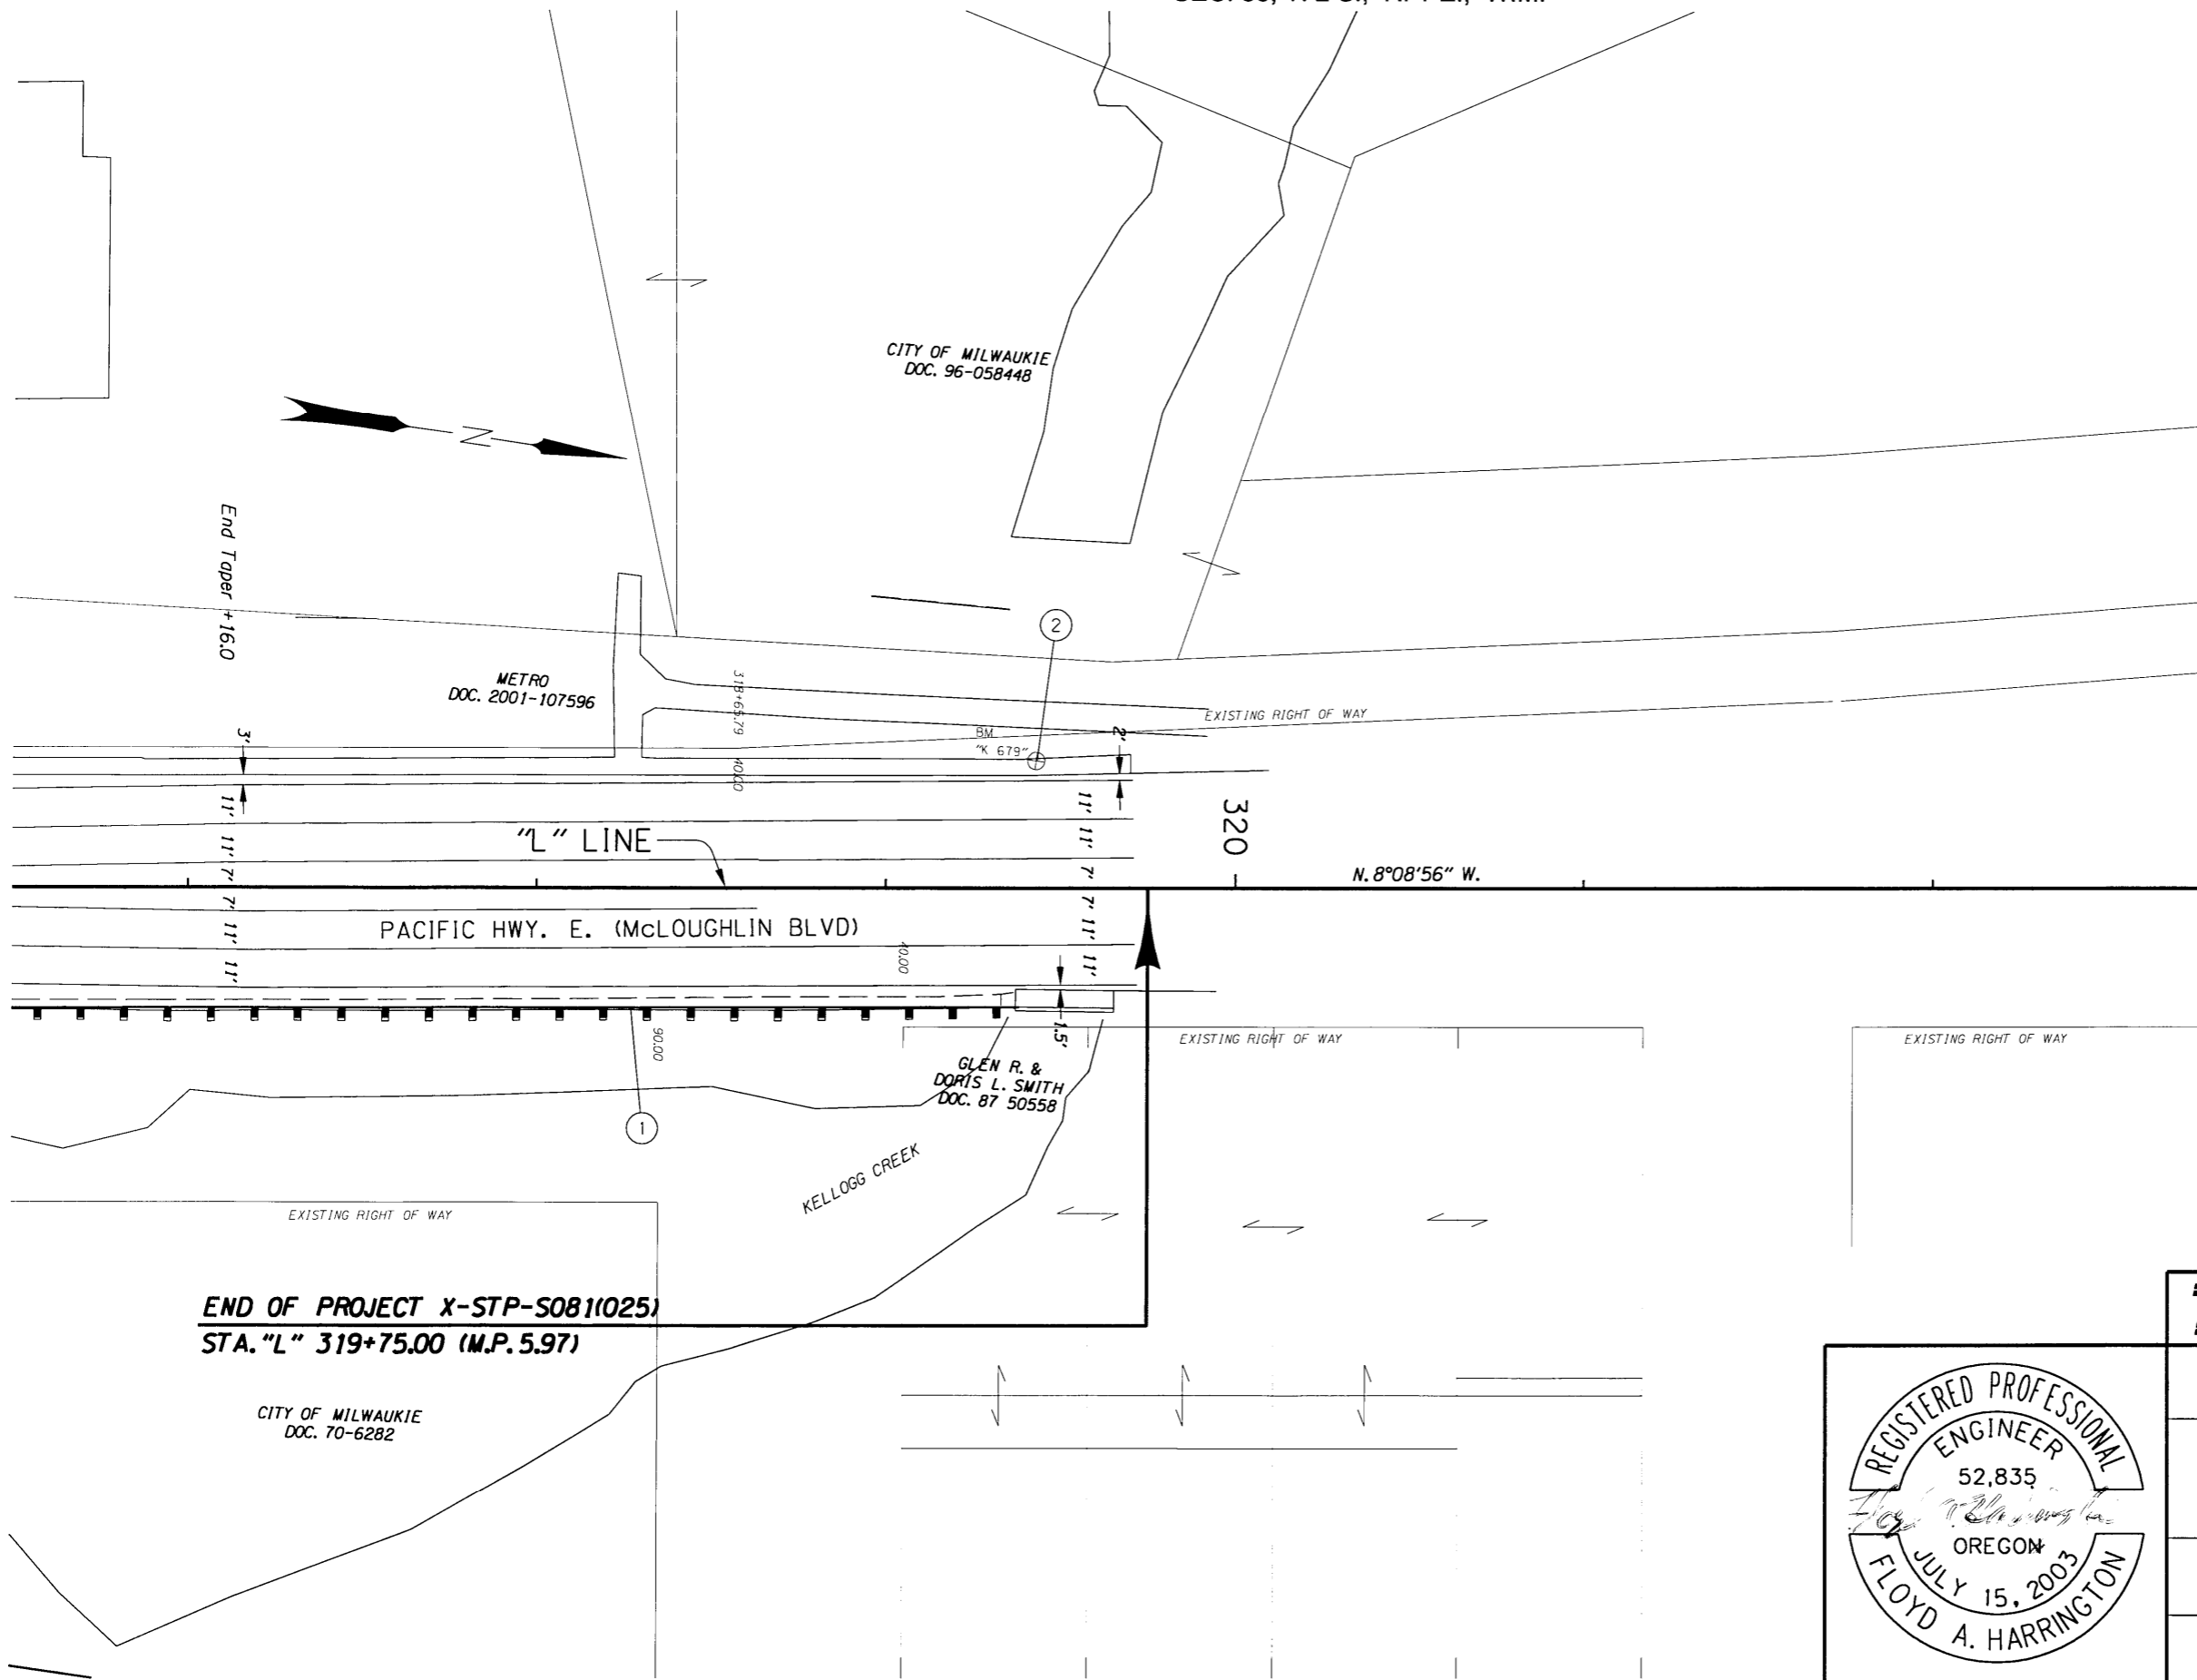 CITY OF MILWAUKIE
DOC. 96-058448
N
End Taper +16.0
METRO
DOC. 2001-107596
318+65.79
40.00
2
BM
"K 679"
EXISTING RIGHT OF WAY
3'
2'
11' 11' 7' 7' 11' 11'
11' 11' 7' 7' 11' 11'
"L" LINE
320
N. 8°08'56" W.
PACIFIC HWY. E. (McLOUGHLIN BLVD)
1.5'
90.00
EXISTING RIGHT OF WAY
EXISTING RIGHT OF WAY
GLEN R. &
DORIS L. SMITH
DOC. 87 50558
1
KELLOGG CREEK
EXISTING RIGHT OF WAY
END OF PROJECT X-STP-S081(025)
STA. "L" 319+75.00 (M.P. 5.97)
CITY OF MILWAUKIE
DOC. 70-6282
REGISTERED PROFESSIONAL
ENGINEER
52,835
OREGON
JULY 15, 2003
FLOYD A. HARRINGTON